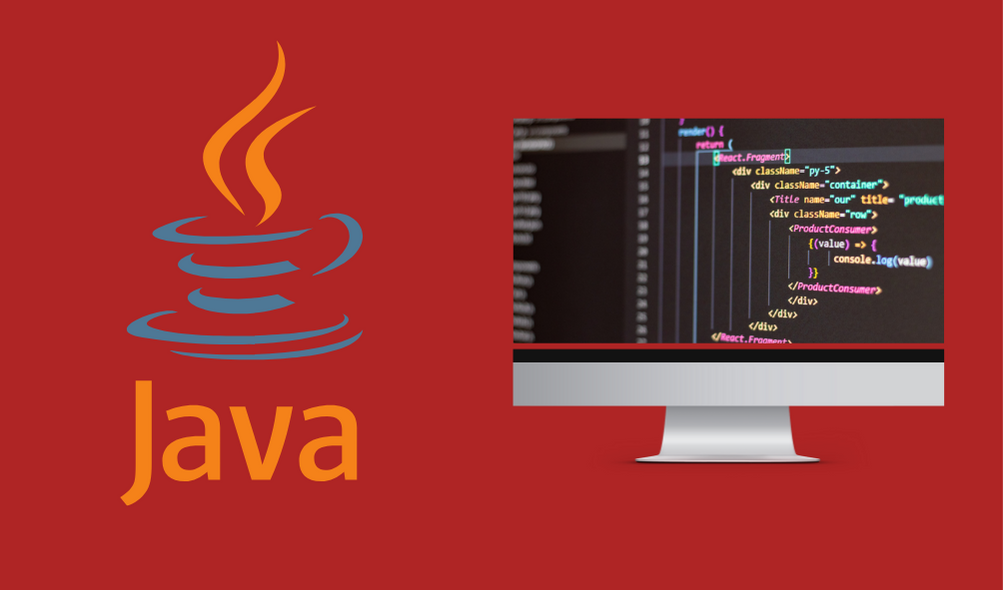 Java
render() {
return (
<React.Fragment>
<div className="py-5">
<div className="container">
<Title name="our" title= "product
<div className="row">
<ProductConsumer>
{(value) => {
console.log(value)
}}
</ProductConsumer>
</div>
</div>
</div>
</React.Fragment>